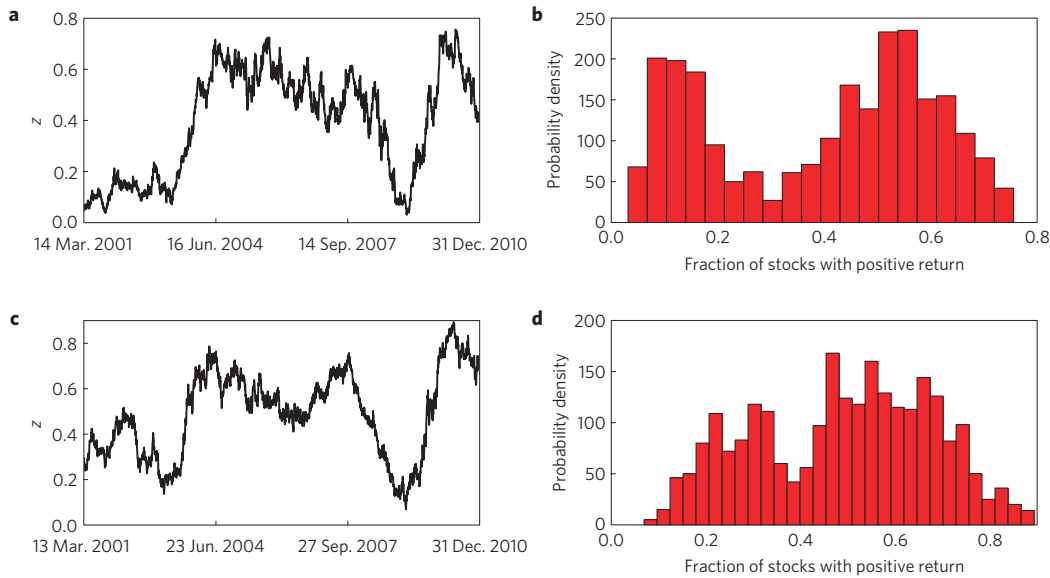 a
0.8
0.6
0.4
0.2
0.0
z
14 Mar. 2001 16 Jun. 2004 14 Sep. 2007 31 Dec. 2010
b
250
200
150
100
50
0
Probability density
0.0 0.2 0.4 0.6 0.8
Fraction of stocks with positive return
c
0.8
0.6
0.4
0.2
0.0
z
13 Mar. 2001 23 Jun. 2004 27 Sep. 2007 31 Dec. 2010
d
200
150
100
50
0
Probability density
0.0 0.2 0.4 0.6 0.8
Fraction of stocks with positive return